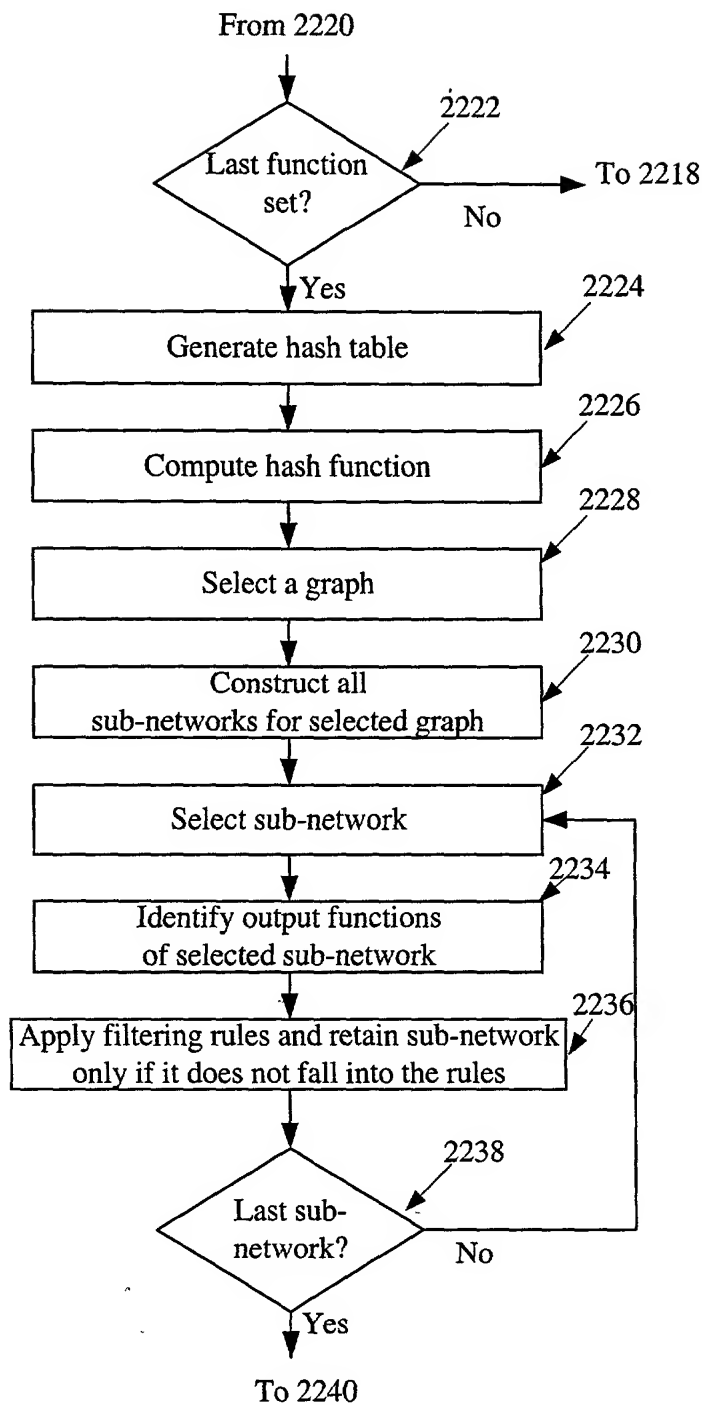 From 2220
2222
Last function
set?
To 2218
No
Yes
2224
Generate hash table
2226
Compute hash function
2228
Select a graph
2230
Construct all
sub-networks for selected graph
2232
Select sub-network
2234
Identify output functions
of selected sub-network
2236
Apply filtering rules and retain sub-network
only if it does not fall into the rules
2238
Last sub-
network?
No
Yes
To 2240